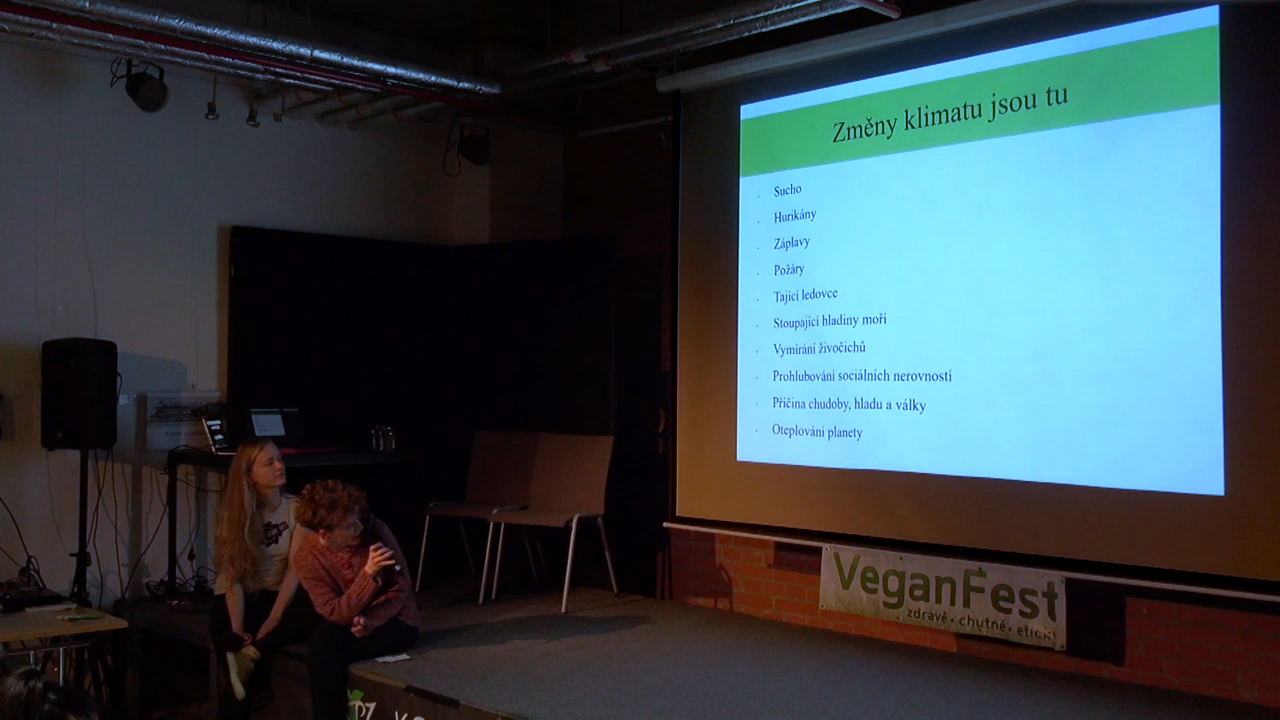 Změny klimatu jsou tu
Sucho
Hurikány
Záplavy
Požáry
Tající ledovce
Stoupající hladiny moří
Vymírání živočichů
Prohlubování sociálních nerovností
Příčina chudoby, hladu a války
Oteplování planety
VeganFest
zdravě • chutně • eticky